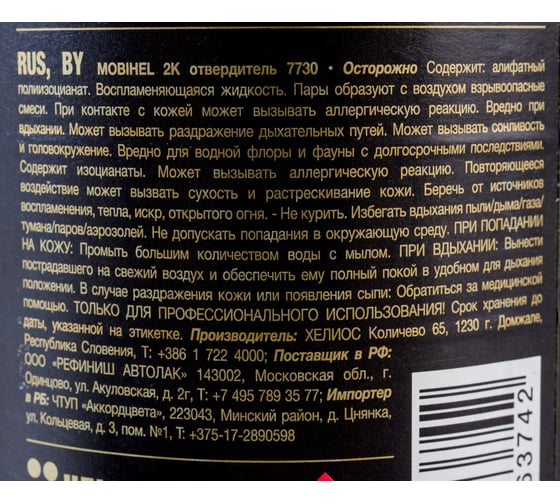 RUS, BY MOBIHEL 2K отвердитель 7730 • Осторожно Содержит: алифатный
полиизоцианат. Воспламеняющаяся жидкость. Пары образуют с воздухом взрывоопасные
смеси. При контакте с кожей может вызывать аллергическую реакцию. Вредно при
вдыхании. Может вызывать раздражение дыхательных путей. Может вызывать сонливость
и головокружение. Вредно для водной флоры и фауны с долгосрочными последствиями.
Содержит изоцианаты. Может вызывать аллергическую реакцию. Повторяющееся
воздействие может вызвать сухость и растрескивание кожи. Беречь от источников
воспламенения, тепла, искр, открытого огня. - Не курить. Избегать вдыхания пыли/дыма/газа/
тумана/паров/аэрозолей. Не допускать попадания в окружающую среду. ПРИ ПОПАДАНИИ
НА КОЖУ: Промыть большим количеством воды с мылом. ПРИ ВДЫХАНИИ: Вынести
пострадавшего на свежий воздух и обеспечить ему полный покой в удобном для дыхания
положении. В случае раздражения кожи или появления сыпи: Обратиться за медицинской
помощью. ТОЛЬКО ДЛЯ ПРОФЕССИОНАЛЬНОГО ИСПОЛЬЗОВАНИЯ! Срок хранения до
даты, указанной на этикетке. Производитель: ХЕЛИОС Количево 65, 1230 г. Домжале,
Республика Словения, Т: +386 1 722 4000; Поставщик в РФ:
ООО «РЕФИНИШ АВТОЛАК» 143002, Московская обл., г.
Одинцово, ул. Акуловская, д. 2г, Т: +7 495 789 35 77; Импортер
в РБ: ЧТУП «Аккордцвета», 223043, Минский район, д. Цнянка,
ул. Кольцевая, д. 3, пом. №1, Т: +375-17-2890598
63742